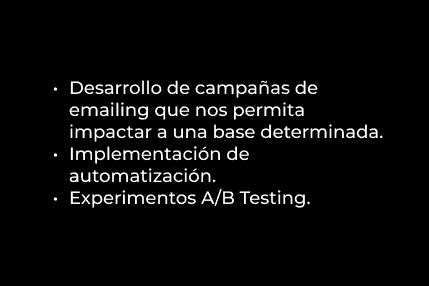 • Desarrollo de campañas de
emailing que nos permita
impactar a una base determinada.
• Implementación de
automatización.
• Experimentos A/B Testing.